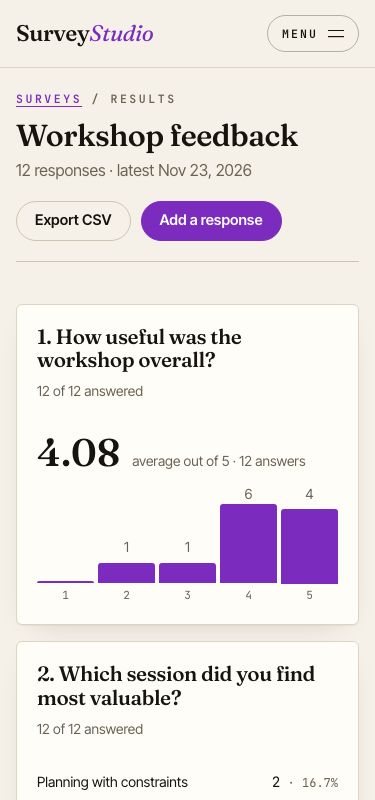 SurveyStudio
MENU
SURVEYS / RESULTS
Workshop feedback
12 responses · latest Nov 23, 2026
Export CSV
Add a response
1. How useful was the
workshop overall?
12 of 12 answered
4.08 average out of 5 · 12 answers
1 1 6 4
1 2 3 4 5
2. Which session did you find
most valuable?
12 of 12 answered
Planning with constraints 2 · 16.7%